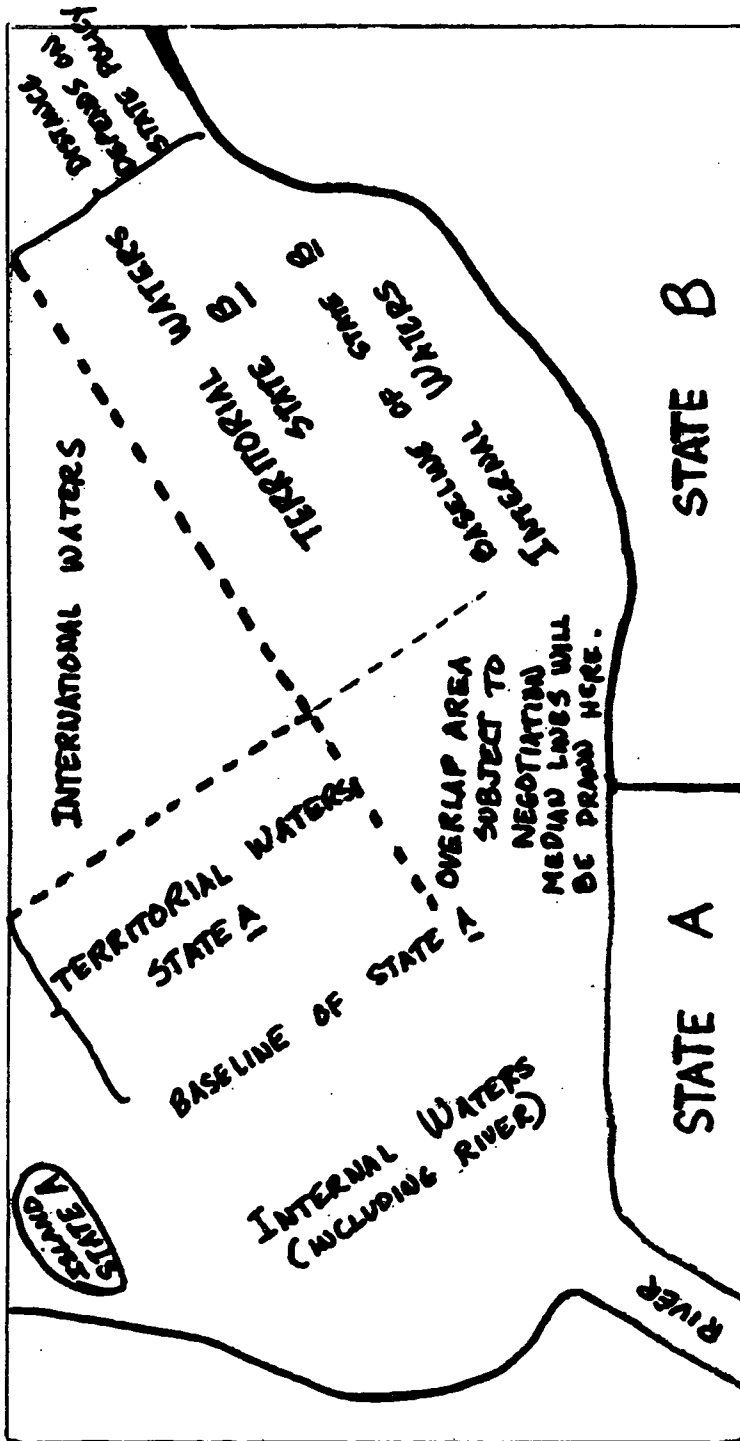 DISTANCE
DEPENDS ON
STATE POLICY
INTERNATIONAL WATERS
TERRITORIAL WATERS
STATE B
BASELINE OF STATE B
INTERNAL WATERS
TERRITORIAL WATERS
STATE A
BASELINE OF STATE A
OVERLAP AREA
SUBJECT TO
NEGOTIATION
MEDIAN LINES WILL
BE DRAWN HERE.
INTERNAL WATERS
(INCLUDING RIVER)
ISLAND
STATE A
RIVER
STATE A
STATE B